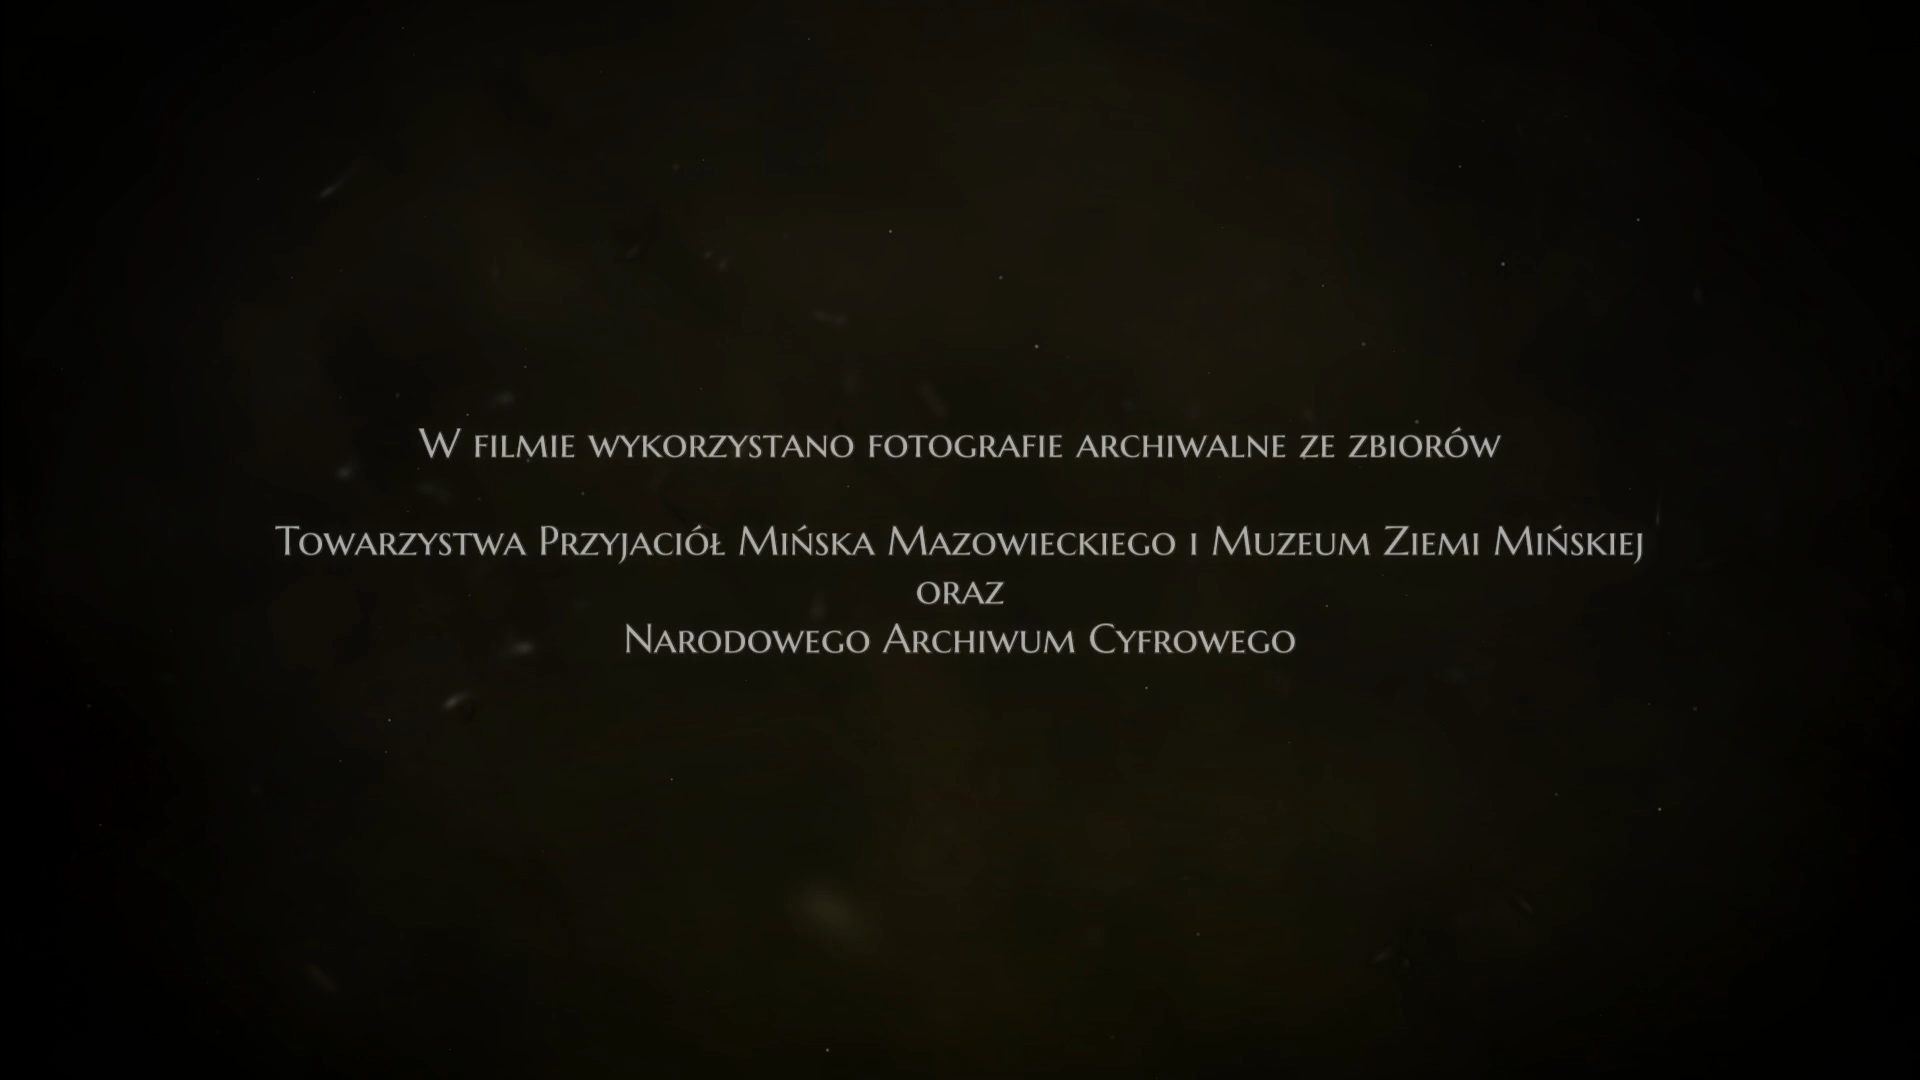 W filmie wykorzystano fotografie archiwalne ze zbiorów
Towarzystwa Przyjaciół Mińska Mazowieckiego i Muzeum Ziemi Mińskiej
oraz
Narodowego Archiwum Cyfrowego